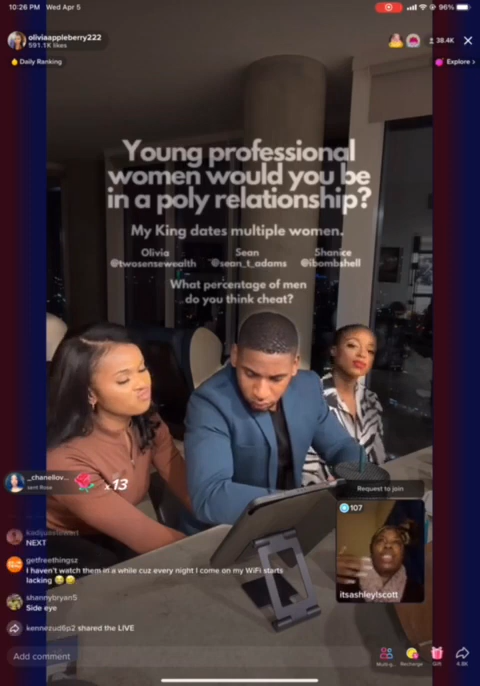 10:26 PM Wed Apr 5
96%
oliviaappleberry222
591.1K likes
38.4K
Daily Ranking
Explore >
Young professional
women would you be
in a poly relationship?
My King dates multiple women.
Olivia Sean Shanice
@twosensewealth @sean_t_adams @ibombshell
What percentage of men
do you think cheat?
_chanellov...
sent Rose
x13
Request to join
107
NEXT
getfreethingsz
I haven't watch them in a while cuz every night I come on my WiFi starts
lacking 😭🤣
itsashleylscott
shannybryan5
Side eye
kennezud6p2 shared the LIVE
Add comment
Multi-g...
Recharge
Gift
4.8K